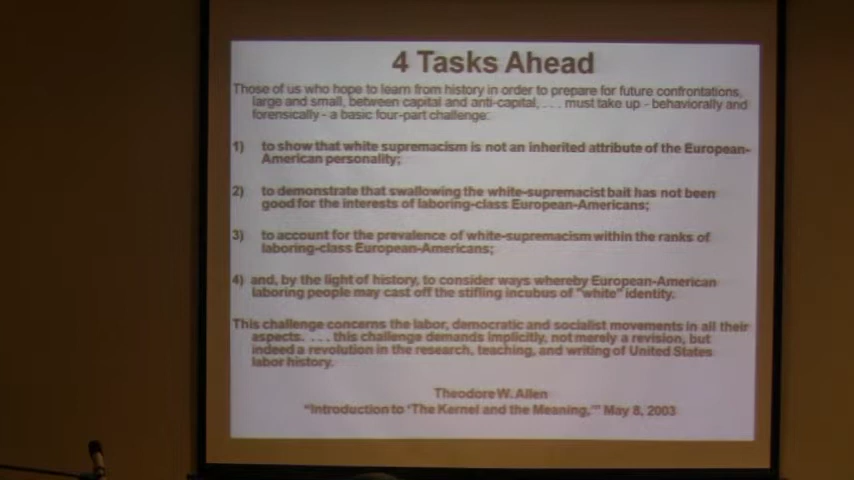 4 Tasks Ahead
Those of us who hope to learn from history in order to prepare for future confrontations,
large and small, between capital and anti-capital, . . . must take up - behaviorally and
forensically - a basic four-part challenge:
1) to show that white supremacism is not an inherited attribute of the European-
American personality;
2) to demonstrate that swallowing the white-supremacist bait has not been
good for the interests of laboring-class European-Americans;
3) to account for the prevalence of white-supremacism within the ranks of
laboring-class European-Americans;
4) and, by the light of history, to consider ways whereby European-American
laboring people may cast off the stifling incubus of "white" identity.
This challenge concerns the labor, democratic and socialist movements in all their
aspects. . . . this challenge demands implicitly, not merely a revision, but
indeed a revolution in the research, teaching, and writing of United States
labor history.
Theodore W. Allen
"Introduction to 'The Kernel and the Meaning,'" May 8, 2003